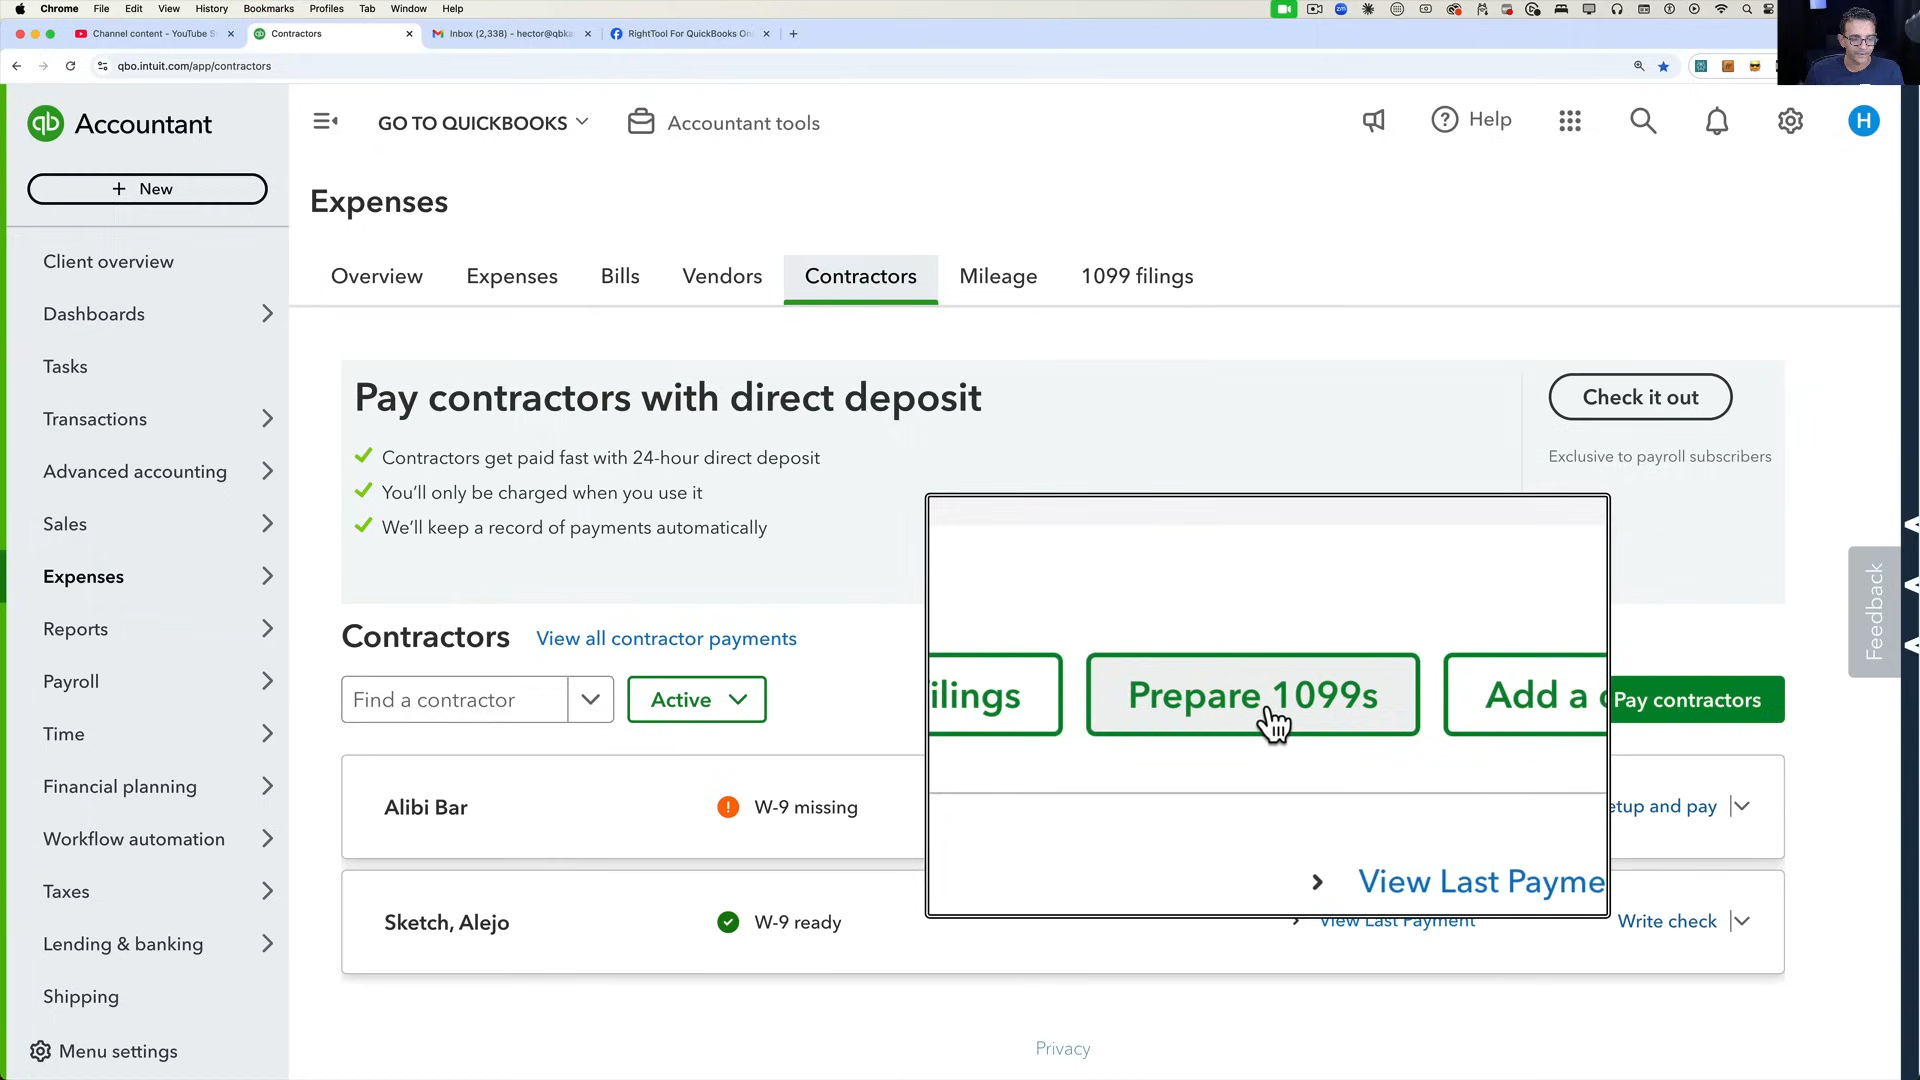 Chrome File Edit View History Bookmarks Profiles Tab Window Help
Channel content - YouTube S
Contractors
Inbox (2,338) - hector@qbka
RightTool For QuickBooks On
qbo.intuit.com/app/contractors
qb Accountant
GO TO QUICKBOOKS
Accountant tools
Help
H
+ New
Expenses
Client overview
Dashboards
Tasks
Transactions
Advanced accounting
Sales
Expenses
Reports
Payroll
Time
Financial planning
Workflow automation
Taxes
Lending & banking
Shipping
Menu settings
Overview Expenses Bills Vendors Contractors Mileage 1099 filings
Pay contractors with direct deposit
Contractors get paid fast with 24-hour direct deposit
You'll only be charged when you use it
We'll keep a record of payments automatically
Check it out
Exclusive to payroll subscribers
Contractors View all contractor payments
Find a contractor
Active
ilings
Prepare 1099s
Add a
Pay contractors
Alibi Bar
W-9 missing
etup and pay
View Last Payme
Sketch, Alejo
W-9 ready
View Last Payment
Write check
Privacy
Feedback